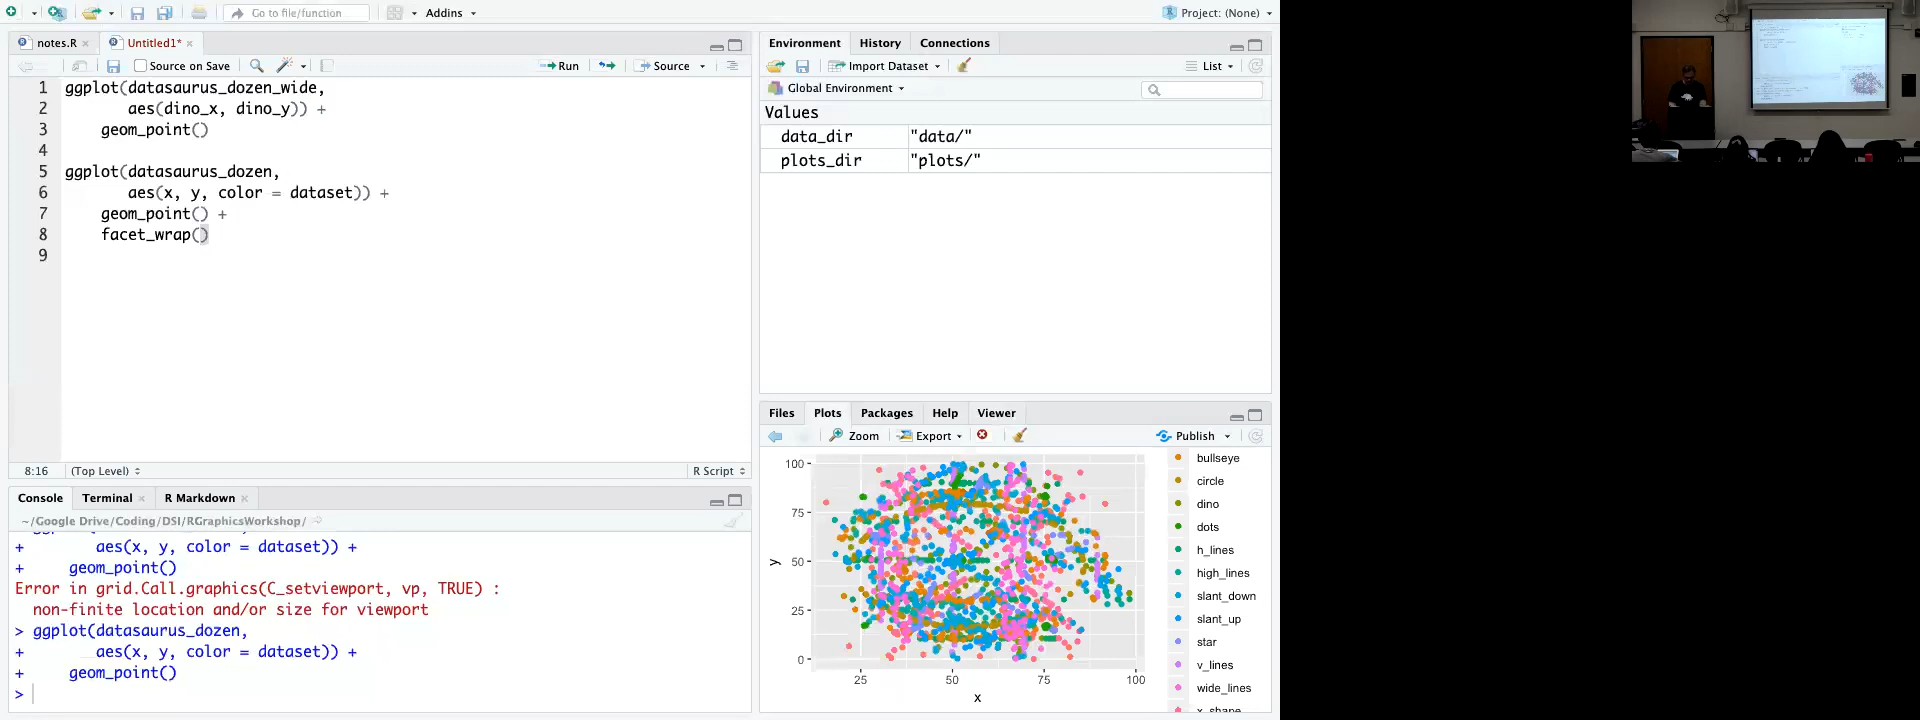 Go to file/function
Addins
Project: (None)
notes.R
Untitled1*
Source on Save
Run
Source
1 ggplot(datasaurus_dozen_wide,
2 aes(dino_x, dino_y)) +
3 geom_point()
4
5 ggplot(datasaurus_dozen,
6 aes(x, y, color = dataset)) +
7 geom_point() +
8 facet_wrap()
9
8:16
(Top Level)
R Script
Console
Terminal
R Markdown
~/Google Drive/Coding/DSI/RGraphicsWorkshop/
+ aes(x, y, color = dataset)) +
+ geom_point()
Error in grid.Call.graphics(C_setviewport, vp, TRUE) :
non-finite location and/or size for viewport
> ggplot(datasaurus_dozen,
+ aes(x, y, color = dataset)) +
+ geom_point()
>
Environment
History
Connections
Import Dataset
List
Global Environment
Values
data_dir "data/"
plots_dir "plots/"
Files
Plots
Packages
Help
Viewer
Zoom
Export
Publish
100
75
50
25
0
y
25
50
75
100
x
bullseye
circle
dino
dots
h_lines
high_lines
slant_down
slant_up
star
v_lines
wide_lines
x_shape